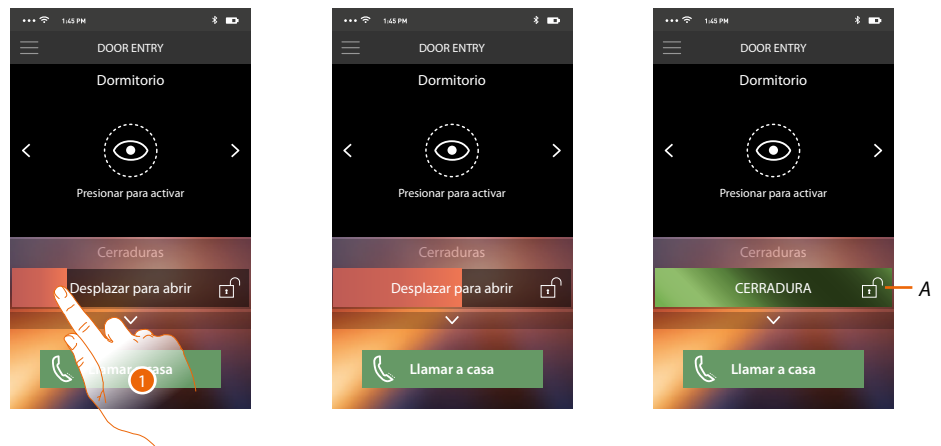 1:45 PM
DOOR ENTRY
Dormitorio
Presionar para activar
Cerraduras
Desplazar para abrir
Llamar a casa
1
1:45 PM
DOOR ENTRY
Dormitorio
Presionar para activar
Cerraduras
Desplazar para abrir
Llamar a casa
1:45 PM
DOOR ENTRY
Dormitorio
Presionar para activar
Cerraduras
CERRADURA
A
Llamar a casa